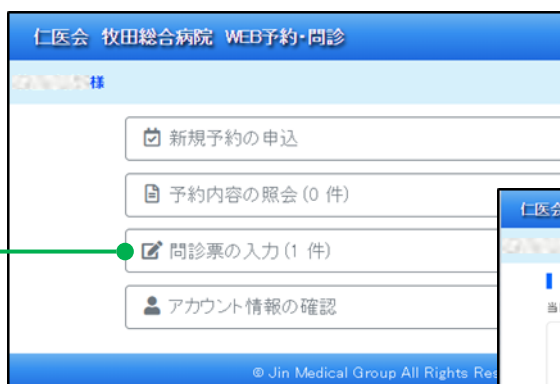 仁医会 牧田総合病院 WEB予約・問診
様
新規予約の申込
予約内容の照会(0 件)
問診票の入力(1 件)
アカウント情報の確認
© Jin Medical Group All Rights Res
仁医会
当